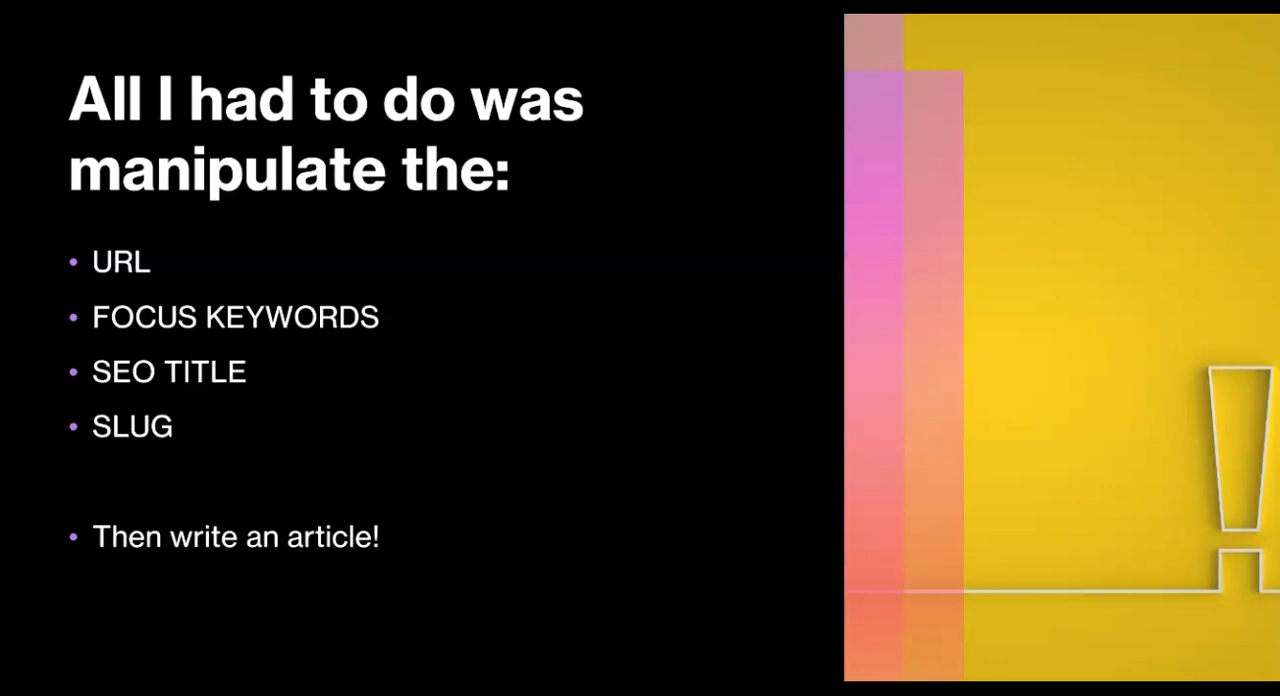 All I had to do was
manipulate the:
• URL
• FOCUS KEYWORDS
• SEO TITLE
• SLUG
• Then write an article!